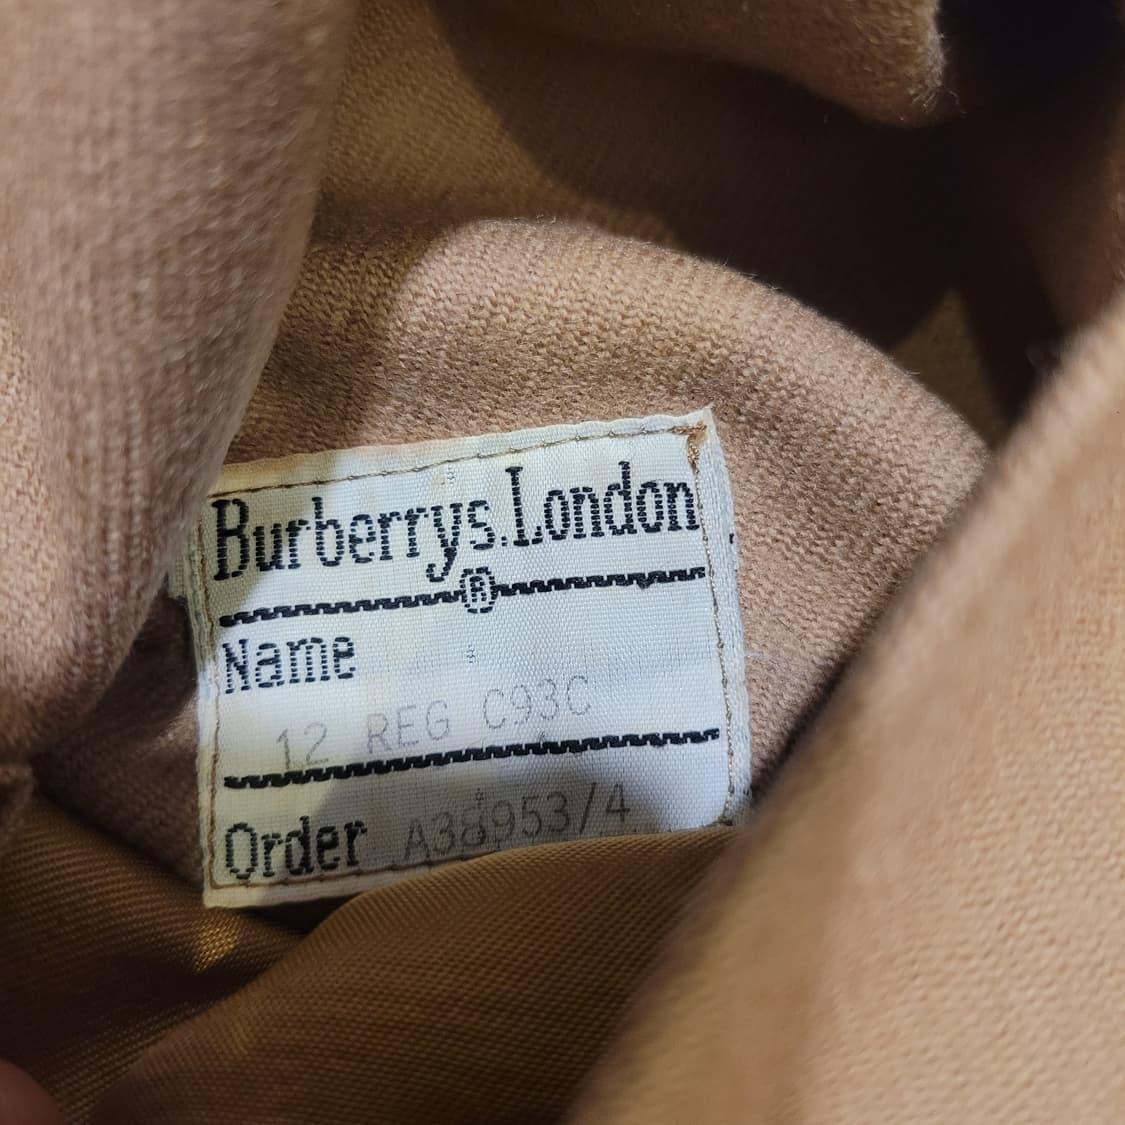 Burberrys.London
®
Name
12 REG C93C
Order A38953/4